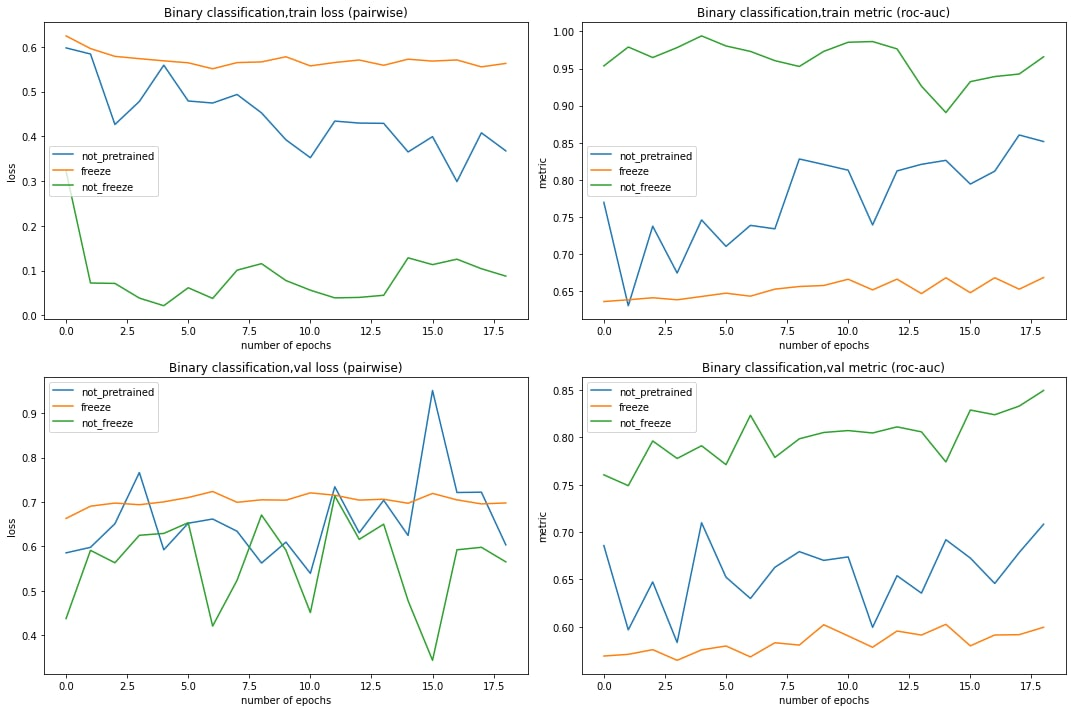 Binary classification,train loss (pairwise)
0.6
0.5
0.4
0.3
0.2
0.1
0.0
loss
not_pretrained
freeze
not_freeze
0.0 2.5 5.0 7.5 10.0 12.5 15.0 17.5
number of epochs
Binary classification,train metric (roc-auc)
1.00
0.95
0.90
0.85
0.80
0.75
0.70
0.65
metric
not_pretrained
freeze
not_freeze
0.0 2.5 5.0 7.5 10.0 12.5 15.0 17.5
number of epochs
Binary classification,val loss (pairwise)
0.9
0.8
0.7
0.6
0.5
0.4
loss
not_pretrained
freeze
not_freeze
0.0 2.5 5.0 7.5 10.0 12.5 15.0 17.5
number of epochs
Binary classification,val metric (roc-auc)
0.85
0.80
0.75
0.70
0.65
0.60
metric
not_pretrained
freeze
not_freeze
0.0 2.5 5.0 7.5 10.0 12.5 15.0 17.5
number of epochs